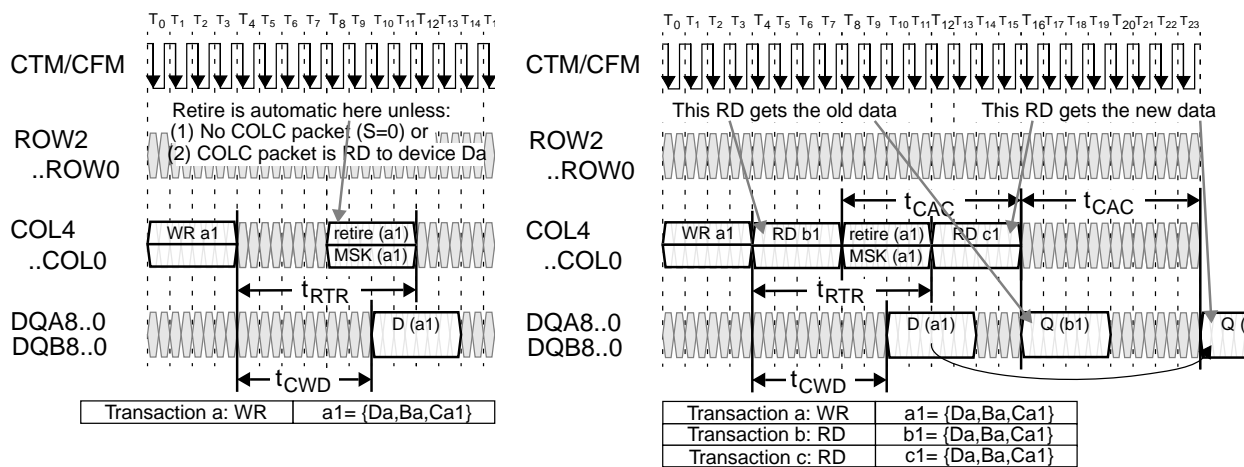 T0 T1 T2 T3 T4 T5 T6 T7 T8 T9 T10 T11 T12 T13 T14 T1
CTM/CFM
Retire is automatic here unless:
(1) No COLC packet (S=0) or
(2) COLC packet is RD to device Da
ROW2
..ROW0
COL4
..COL0
WR a1
retire (a1)
MSK (a1)
tRTR
DQA8..0
DQB8..0
D (a1)
tCWD
Transaction a: WR a1= {Da,Ba,Ca1}
T0 T1 T2 T3 T4 T5 T6 T7 T8 T9 T10 T11 T12 T13 T14 T15 T16 T17 T18 T19 T20 T21 T22 T23
CTM/CFM
This RD gets the old data
This RD gets the new data
ROW2
..ROW0
tCAC
tCAC
COL4
..COL0
WR a1
RD b1
retire (a1)
MSK (a1)
RD c1
tRTR
DQA8..0
DQB8..0
D (a1)
Q (b1)
Q (
tCWD
Transaction a: WR a1= {Da,Ba,Ca1}
Transaction b: RD b1= {Da,Ba,Ca1}
Transaction c: RD c1= {Da,Ba,Ca1}